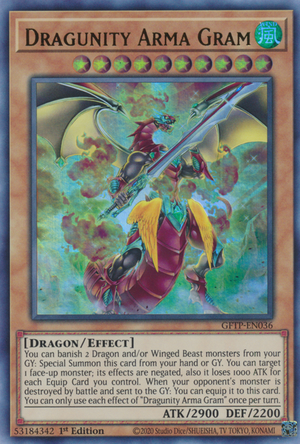 DRAGUNITY ARMA GRAM
風
GFTP-EN036
[DRAGON/EFFECT]
You can banish 2 Dragon and/or Winged Beast monsters from your
GY: Special Summon this card from your hand or GY. You can target
1 face-up monster; its effects are negated, also it loses 1000 ATK for
each Equip Card you control. When your opponent's monster is
destroyed by battle and sent to the GY: You can equip it to this card.
You can only use each effect of "Dragunity Arma Gram" once per turn.
ATK/2900 DEF/2200
53184342 1st Edition ©2020 Studio Dice/SHUEISHA, TV TOKYO, KONAMI